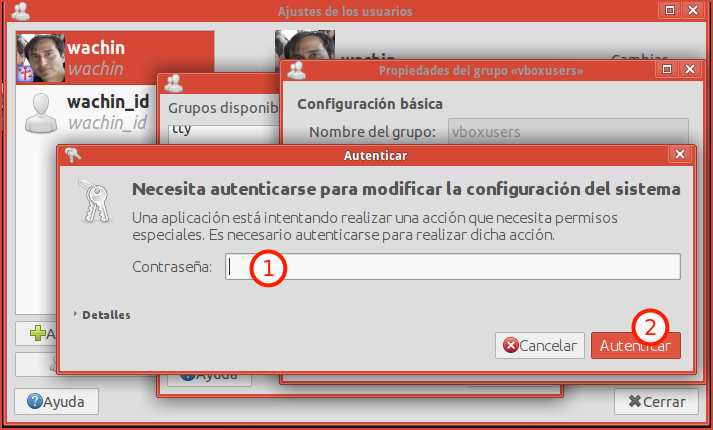 Ajustes de los usuarios
wachin
wachin
wachin
Cambiar
Propiedades del grupo «vboxusers»
wachin_id
wachin_id
Grupos disponib
tty
Configuración básica
Nombre del grupo: vboxusers
Autenticar
Necesita autenticarse para modificar la configuración del sistema
Una aplicación está intentando realizar una acción que necesita permisos
especiales. Es necesario autenticarse para realizar dicha acción.
Contraseña:
1
Detalles
2
Cancelar
Autenticar
A
Ayuda
Ayuda
Cerrar